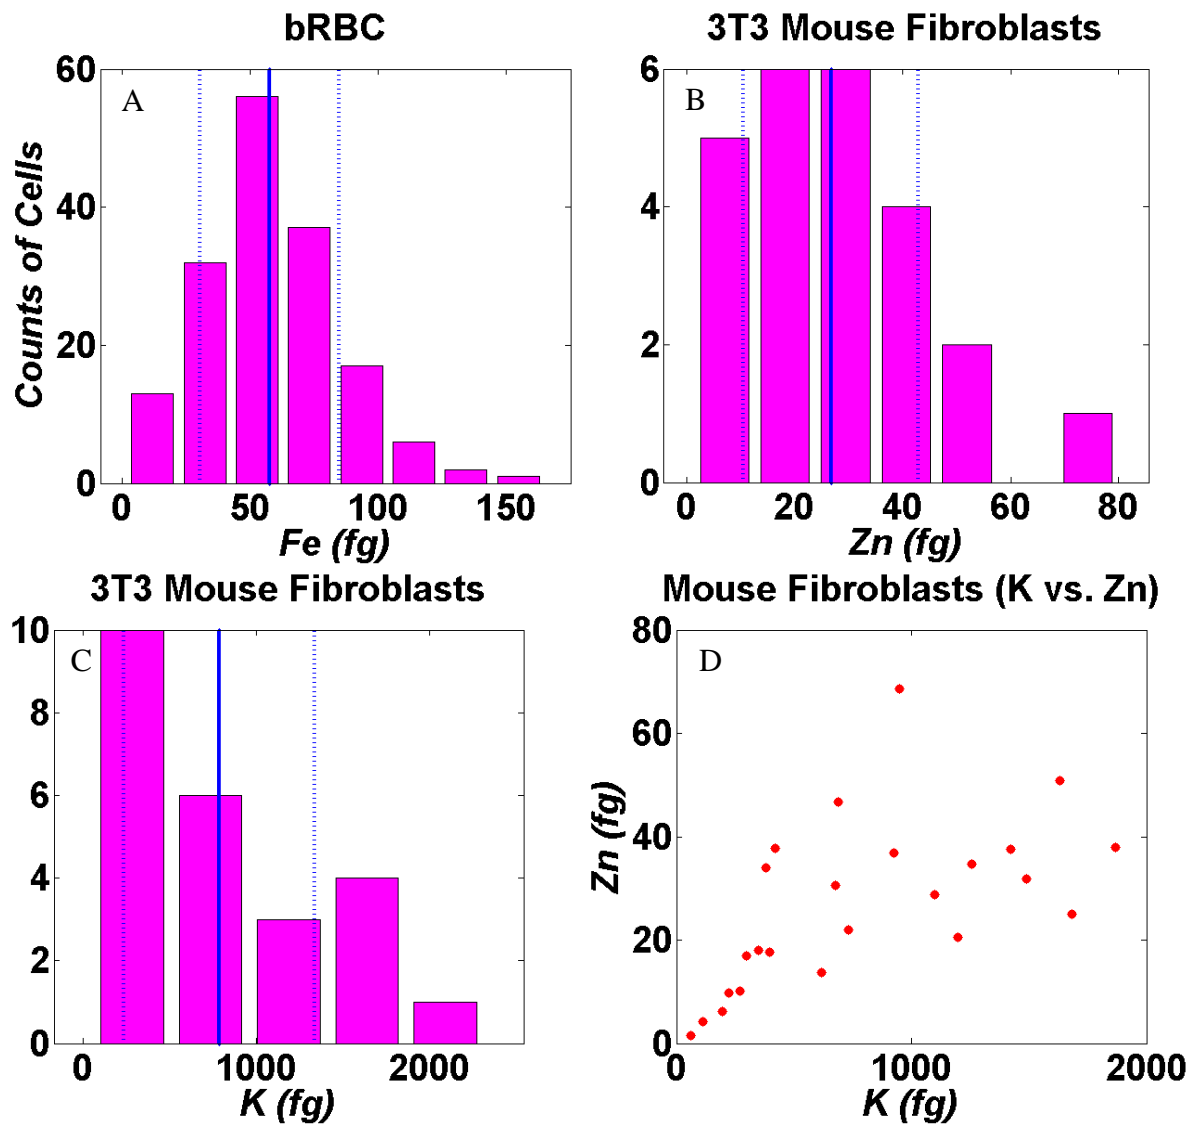 bRBC
A
60
40
20
0
Counts of Cells
0 50 100 150
Fe (fg)
3T3 Mouse Fibroblasts
B
6
4
2
0
0 20 40 60 80
Zn (fg)
3T3 Mouse Fibroblasts
C
10
8
6
4
2
0
0 1000 2000
K (fg)
Mouse Fibroblasts (K vs. Zn)
D
80
60
40
20
0
Zn (fg)
0 1000 2000
K (fg)